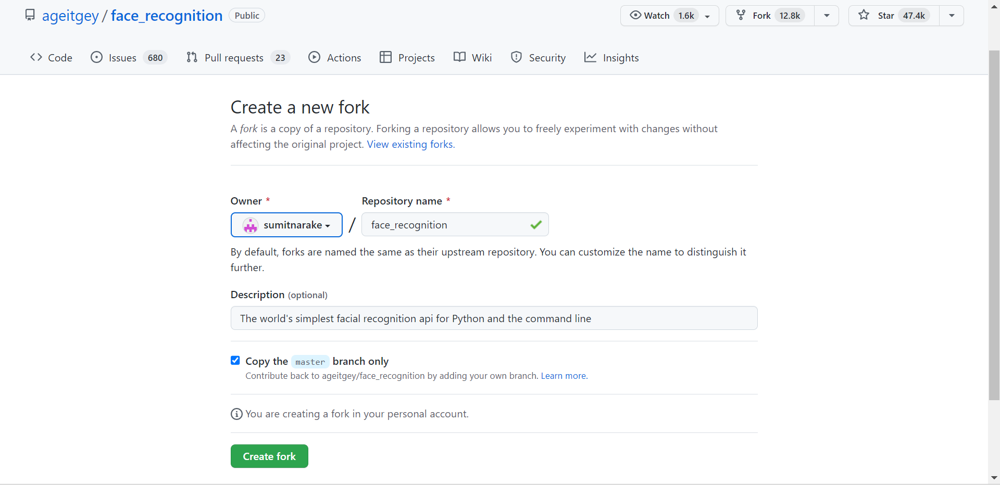 ageitgey / face_recognition Public
Watch 1.6k Fork 12.8k Star 47.4k
Code Issues 680 Pull requests 23 Actions Projects Wiki Security Insights
Create a new fork
A fork is a copy of a repository. Forking a repository allows you to freely experiment with changes without
affecting the original project. View existing forks.
Owner * Repository name *
sumitnarake / face_recognition
By default, forks are named the same as their upstream repository. You can customize the name to distinguish it
further.
Description (optional)
The world's simplest facial recognition api for Python and the command line
Copy the master branch only
Contribute back to ageitgey/face_recognition by adding your own branch. Learn more.
You are creating a fork in your personal account.
Create fork